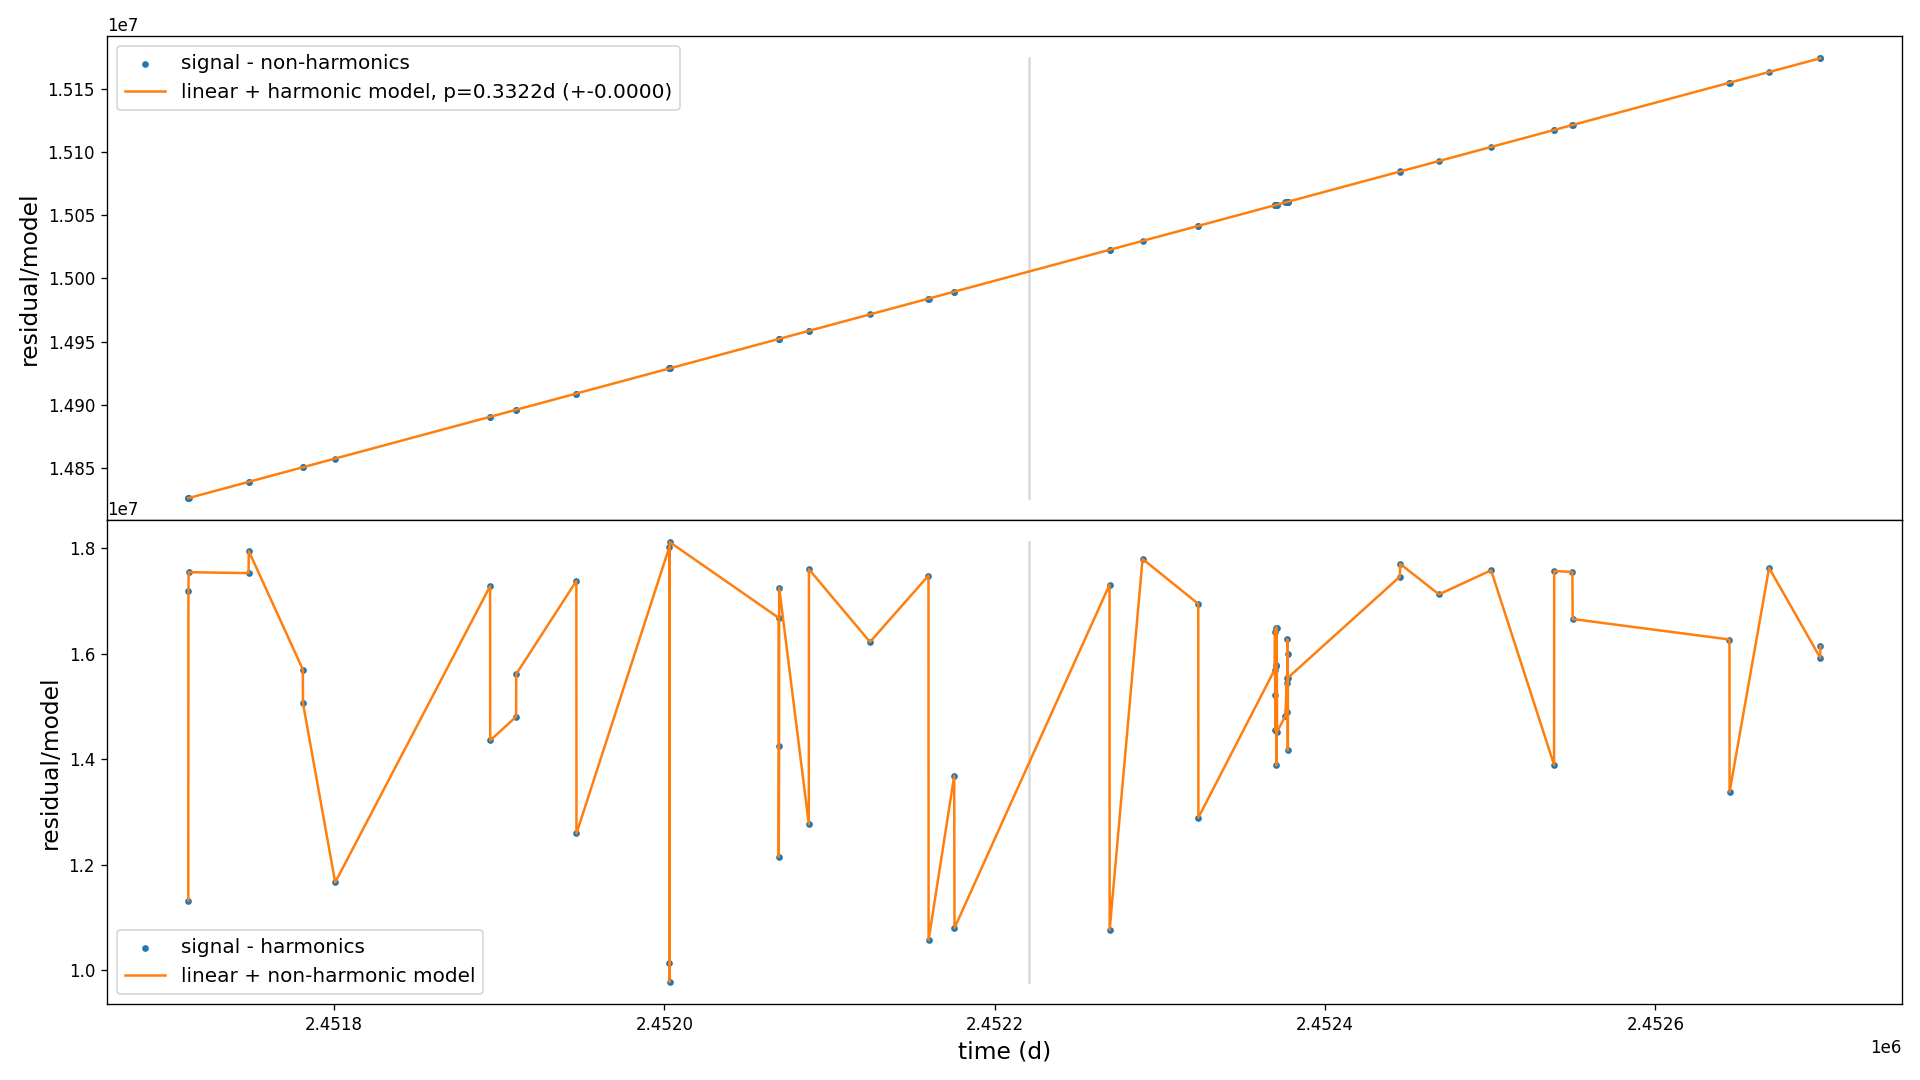 1e7
signal - non-harmonics
linear + harmonic model, p=0.3322d (+-0.0000)
1.515
1.510
1.505
1.500
1.495
1.490
1.485
residual/model
1e7
1.8
1.6
1.4
1.2
1.0
residual/model
signal - harmonics
linear + non-harmonic model
2.4518
2.4520
2.4522
2.4524
2.4526
1e6
time (d)